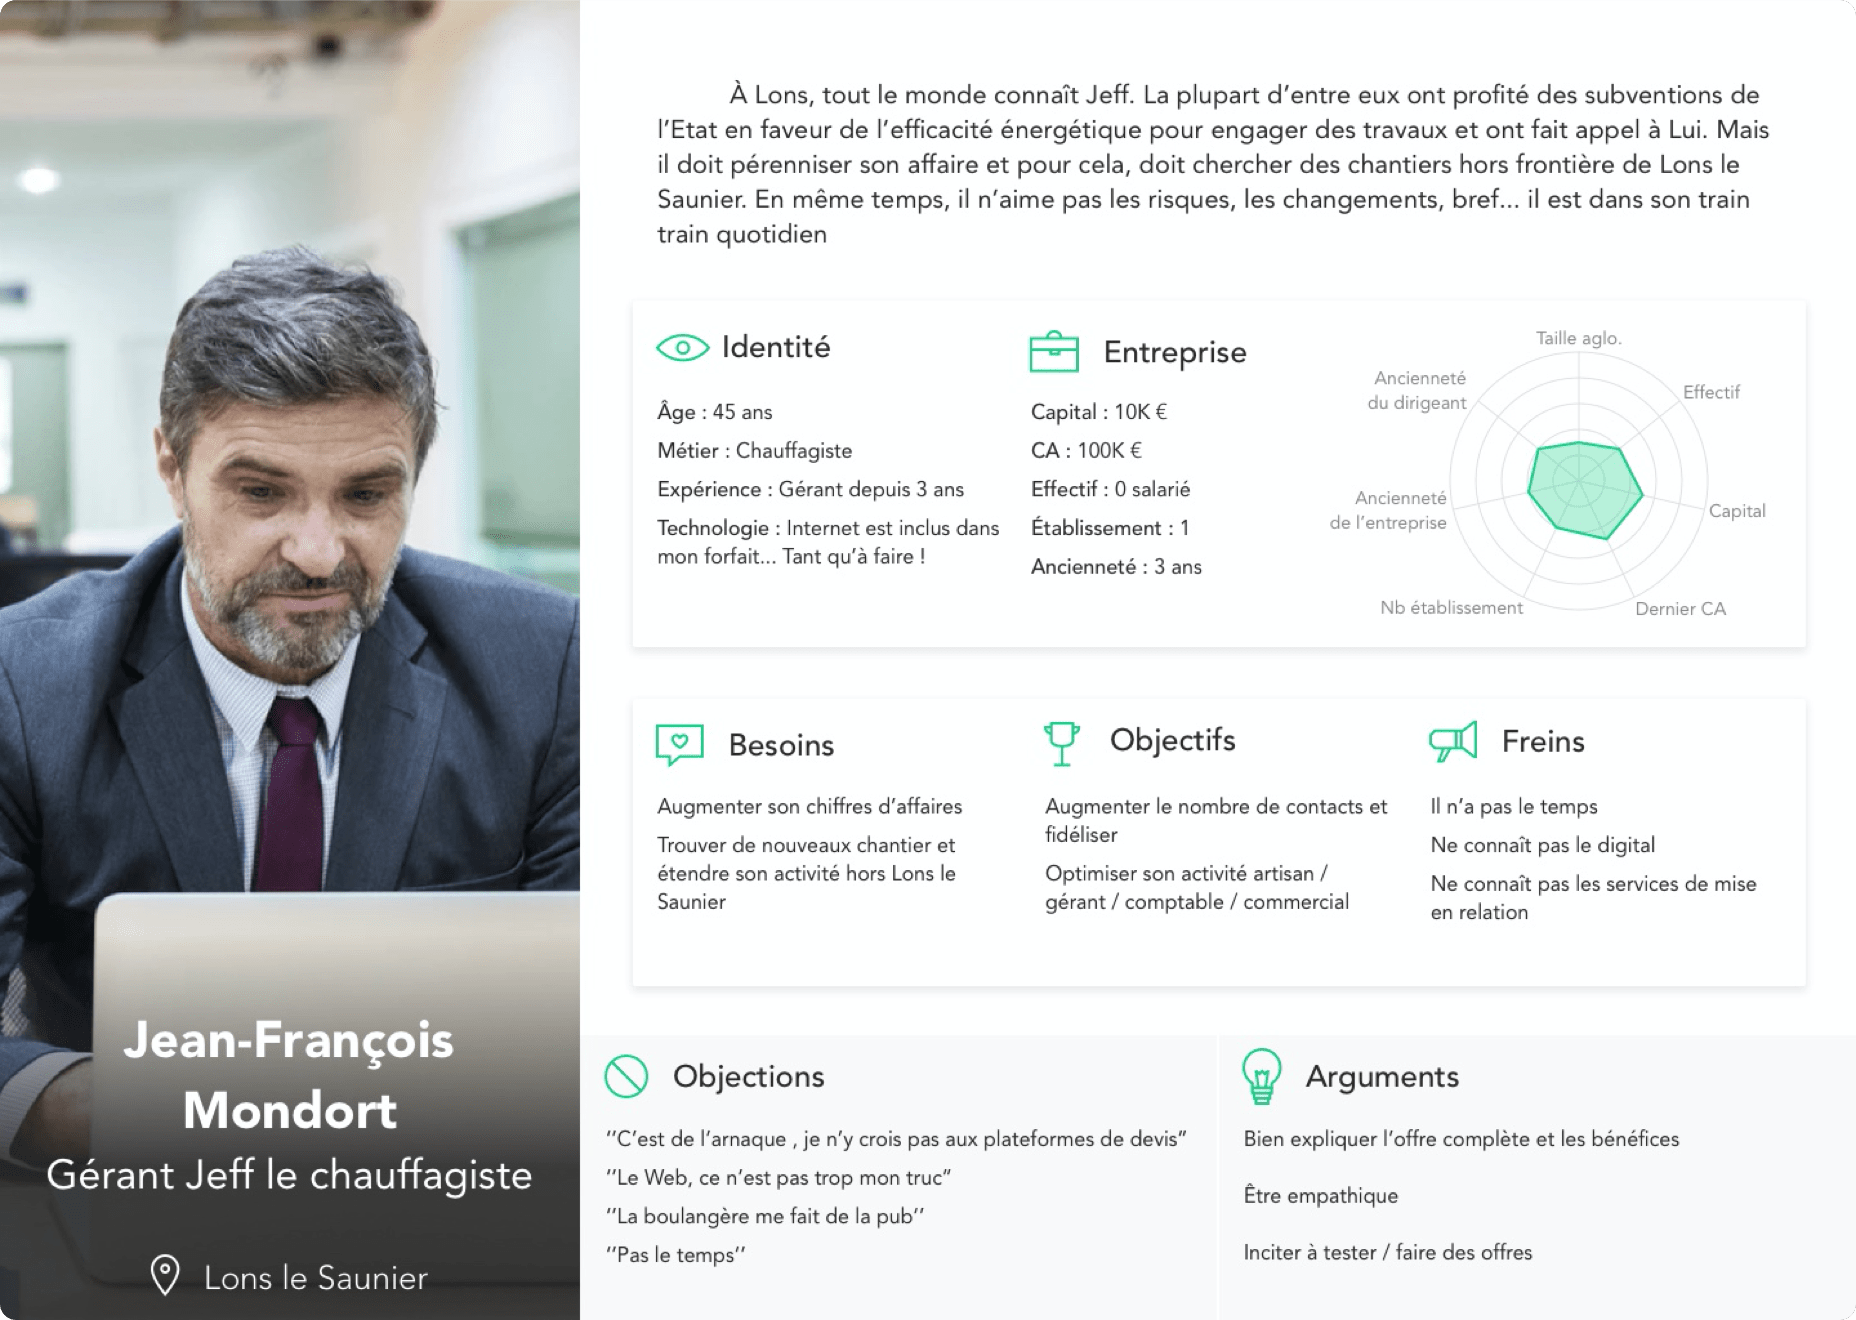 À Lons, tout le monde connaît Jeff. La plupart d’entre eux ont profité des subventions de
l’Etat en faveur de l’efficacité énergétique pour engager des travaux et ont fait appel à Lui. Mais
il doit pérenniser son affaire et pour cela, doit chercher des chantiers hors frontière de Lons le
Saunier. En même temps, il n’aime pas les risques, les changements, bref... il est dans son train
train quotidien
Identité
Âge : 45 ans
Métier : Chauffagiste
Expérience : Gérant depuis 3 ans
Technologie : Internet est inclus dans
mon forfait... Tant qu’à faire !
Entreprise
Capital : 10K €
CA : 100K €
Effectif : 0 salarié
Établissement : 1
Ancienneté : 3 ans
Taille aglo.
Effectif
Capital
Dernier CA
Nb établissement
Ancienneté
de l’entreprise
Ancienneté
du dirigeant
Besoins
Augmenter son chiffres d’affaires
Trouver de nouveaux chantier et
étendre son activité hors Lons le
Saunier
Objectifs
Augmenter le nombre de contacts et
fidéliser
Optimiser son activité artisan /
gérant / comptable / commercial
Freins
Il n’a pas le temps
Ne connaît pas le digital
Ne connaît pas les services de mise
en relation
Jean-François
Mondort
Gérant Jeff le chauffagiste
Lons le Saunier
Objections
‘’C’est de l’arnaque , je n’y crois pas aux plateformes de devis”
‘’Le Web, ce n’est pas trop mon truc”
‘’La boulangère me fait de la pub’’
‘’Pas le temps’’
Arguments
Bien expliquer l’offre complète et les bénéfices
Être empathique
Inciter à tester / faire des offres